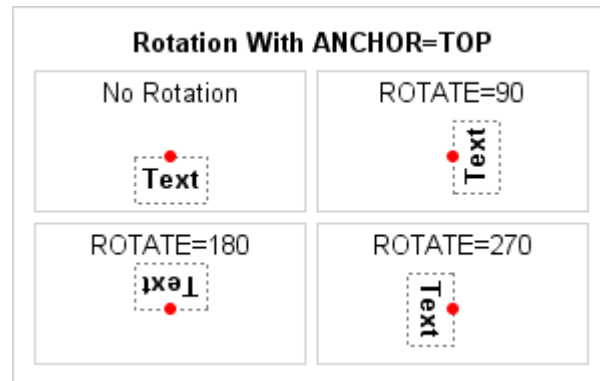 Rotation With ANCHOR=TOP
No Rotation
Text
ROTATE=90
Text
ROTATE=180
Text
ROTATE=270
Text